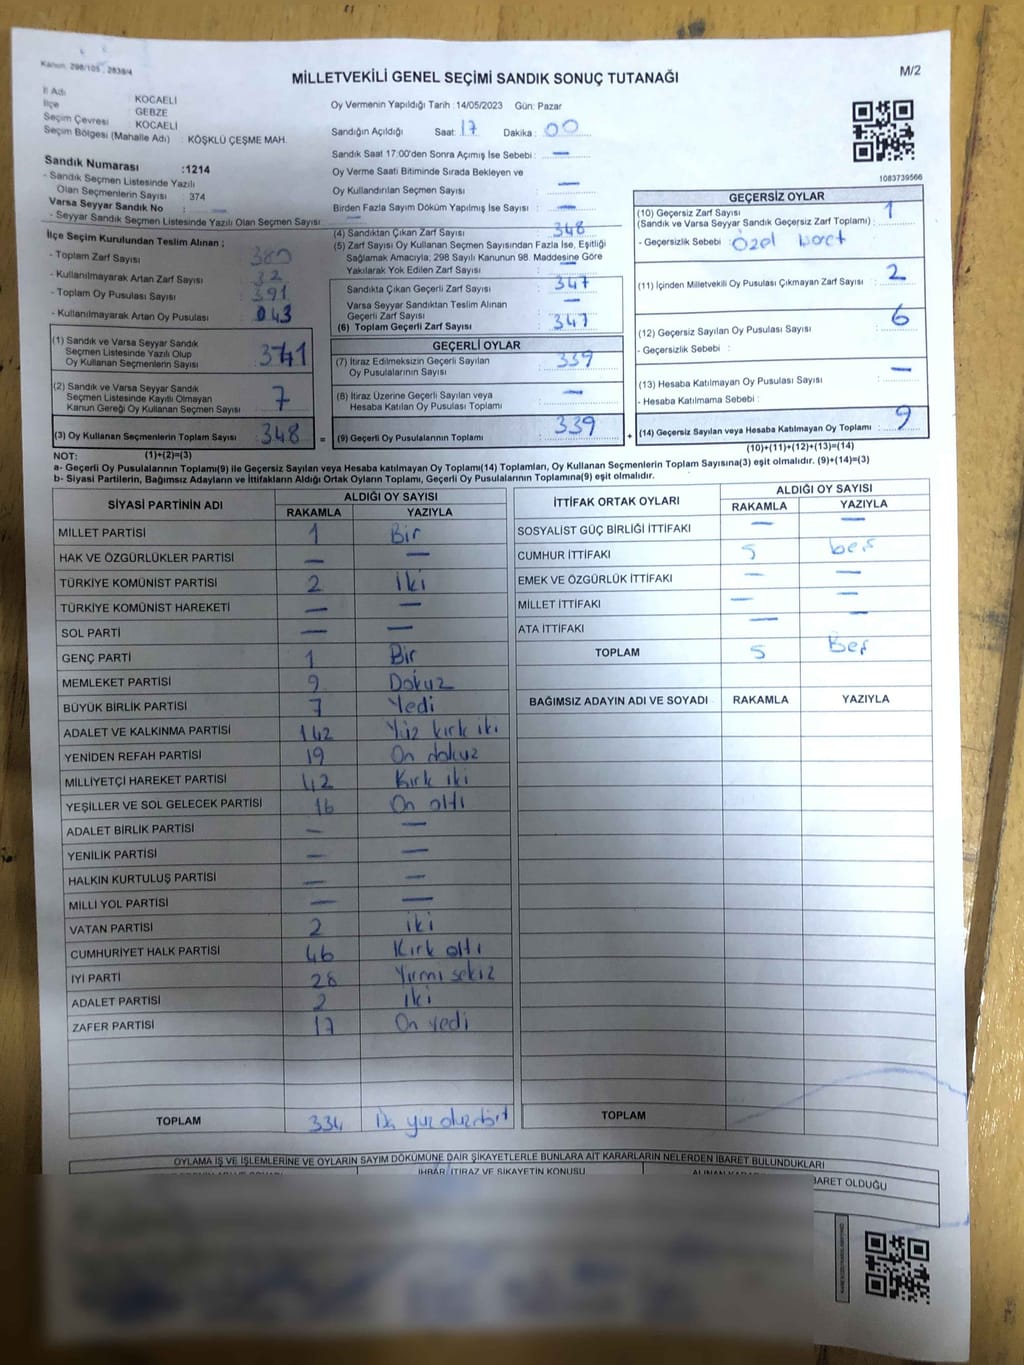 Kanun: 298/105, 2839/4
MİLLETVEKİLİ GENEL SEÇİMİ SANDIK SONUÇ TUTANAĞI
M/2
İl Adı KOCAELİ
İlçe GEBZE
Seçim Çevresi KOCAELİ
Seçim Bölgesi (Mahalle Adı) : KÖŞKLÜ ÇEŞME MAH.
Oy Vermenin Yapıldığı Tarih :14/05/2023 Gün: Pazar
Sandığın Açıldığı Saat: 17 Dakika : 00
Sandık Saat 17:00'den Sonra Açımış İse Sebebi : —
Oy Verme Saati Bitiminde Sırada Bekleyen ve
Oy Kullandırılan Seçmen Sayısı : —
Birden Fazla Sayım Döküm Yapılmış İse Sayısı : —
1083739566
Sandık Numarası :1214
- Sandık Seçmen Listesinde Yazılı
Olan Seçmenlerin Sayısı : 374
Varsa Seyyar Sandık No : —
- Seyyar Sandık Seçmen Listesinde Yazılı Olan Seçmen Sayısı :
İlçe Seçim Kurulundan Teslim Alınan ;
- Toplam Zarf Sayısı : 380
- Kullanılmayarak Artan Zarf Sayısı : 32
- Toplam Oy Pusulası Sayısı : 391
- Kullanılmayarak Artan Oy Pusulası : 043
(1) Sandık ve Varsa Seyyar Sandık
Seçmen Listesinde Yazılı Olup
Oy Kullanan Seçmenlerin Sayısı : 341
(2) Sandık ve Varsa Seyyar Sandık
Seçmen Listesinde Kayıtlı Olmayan
Kanun Gereği Oy Kullanan Seçmen Sayısı : 7
(3) Oy Kullanan Seçmenlerin Toplam Sayısı : 348 =
(4) Sandıktan Çıkan Zarf Sayısı : 348
(5) Zarf Sayısı Oy Kullanan Seçmen Sayısından Fazla İse, Eşitliği
Sağlamak Amacıyla; 298 Sayılı Kanunun 98. Maddesine Göre
Yakılarak Yok Edilen Zarf Sayısı : —
Sandıkta Çıkan Geçerli Zarf Sayısı : 347
Varsa Seyyar Sandıktan Teslim Alınan
Geçerli Zarf Sayısı : —
(6) Toplam Geçerli Zarf Sayısı : 347
GEÇERLİ OYLAR
(7) İtiraz Edilmeksizin Geçerli Sayılan
Oy Pusulalarının Sayısı : 339
(8) İtiraz Üzerine Geçerli Sayılan veya
Hesaba Katılan Oy Pusulası Toplamı : —
(9) Geçerli Oy Pusulalarının Toplamı : 339 +
GEÇERSİZ OYLAR
(10) Geçersiz Zarf Sayısı
(Sandık ve Varsa Seyyar Sandık Geçersiz Zarf Toplamı) : 1
- Geçersizlik Sebebi : Özel
(11) İçinden Milletvekili Oy Pusulası Çıkmayan Zarf Sayısı : 2
(12) Geçersiz Sayılan Oy Pusulası Sayısı : 6
- Geçersizlik Sebebi :
(13) Hesaba Katılmayan Oy Pusulası Sayısı : —
- Hesaba Katılmama Sebebi :
(14) Geçersiz Sayılan veya Hesaba Katılmayan Oy Toplamı : 9
NOT: (1)+(2)=(3) (10)+(11)+(12)+(13)=(14)
a- Geçerli Oy Pusulalarının Toplamı(9) ile Geçersiz Sayılan veya Hesaba katılmayan Oy Toplamı(14) Toplamları, Oy Kullanan Seçmenlerin Toplam Sayısına(3) eşit olmalıdır. (9)+(14)=(3)
b- Siyasi Partilerin, Bağımsız Adayların ve İttifakların Aldığı Ortak Oyların Toplamı, Geçerli Oy Pusulalarının Toplamına(9) eşit olmalıdır.
SİYASİ PARTİNİN ADI ALDIĞI OY SAYISI
RAKAMLA YAZIYLA
MİLLET PARTİSİ 1 Bir
HAK VE ÖZGÜRLÜKLER PARTİSİ — —
TÜRKİYE KOMÜNİST PARTİSİ 2 iki
TÜRKİYE KOMÜNİST HAREKETİ — —
SOL PARTİ — —
GENÇ PARTİ 1 Bir
MEMLEKET PARTİSİ 9 Dokuz
BÜYÜK BİRLİK PARTİSİ 7 Yedi
ADALET VE KALKINMA PARTİSİ 142 Yüz kırk iki
YENİDEN REFAH PARTİSİ 19 On dokuz
MİLLİYETÇİ HAREKET PARTİSİ 42 Kırk iki
YEŞİLLER VE SOL GELECEK PARTİSİ 16 On altı
ADALET BİRLİK PARTİSİ — —
YENİLİK PARTİSİ — —
HALKIN KURTULUŞ PARTİSİ — —
MİLLİ YOL PARTİSİ — —
VATAN PARTİSİ 2 iki
CUMHURİYET HALK PARTİSİ 46 Kırk altı
İYİ PARTİ 28 Yirmi sekiz
ADALET PARTİSİ 2 iki
ZAFER PARTİSİ 17 On yedi
TOPLAM 334
İTTİFAK ORTAK OYLARI ALDIĞI OY SAYISI
RAKAMLA YAZIYLA
SOSYALİST GÜÇ BİRLİĞİ İTTİFAKI — —
CUMHUR İTTİFAKI 5 beş
EMEK VE ÖZGÜRLÜK İTTİFAKI — —
MİLLET İTTİFAKI — —
ATA İTTİFAKI — —
TOPLAM 5 Beş
BAĞIMSIZ ADAYIN ADI VE SOYADI RAKAMLA YAZIYLA
TOPLAM
OYLAMA İŞ VE İŞLEMLERİNE VE OYLARIN SAYIM DÖKÜMÜNE DAİR ŞİKAYETLERLE BUNLARA AİT KARARLARIN NELERDEN İBARET BULUNDUKLARI
İHBAR, İTİRAZ VE ŞİKAYETİN KONUSU
İBARET OLDUĞU